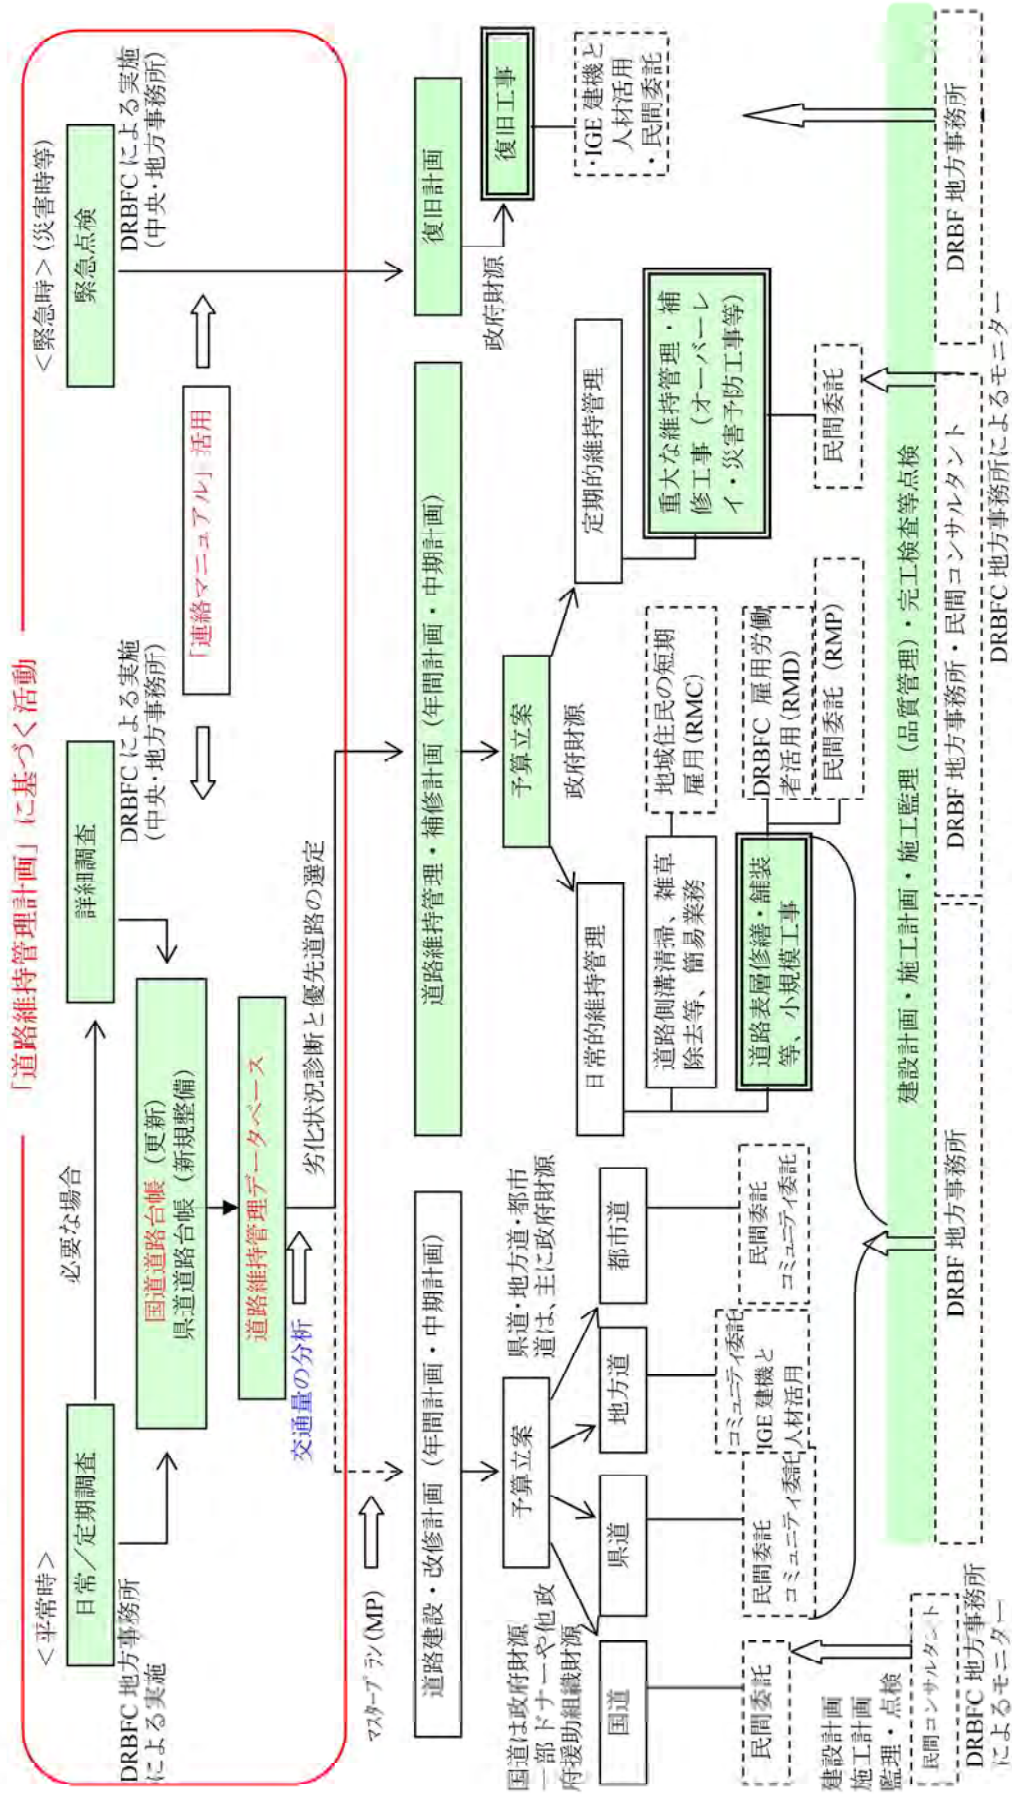 「道路維持管理計画」に基づく活動
＜平常時＞
日常／定期調査
DRBFC 地方事務所
による実施
必要な場合
詳細調査
DRBFCによる実施
(中央・地方事務所)
＜緊急時＞(災害時等)
緊急点検
DRBFCによる実施
(中央・地方事務所)
「連絡マニュアル」活用
国道道路台帳（更新）
県道道路台帳（新規整備）
道路維持管理データベース
交通量の分析
劣化状況診断と優先道路の選定
マスタープラン(MP)
道路建設・改修計画（年間計画・中期計画）
道路維持管理・補修計画（年間計画・中期計画）
復旧計画
政府財源
復旧工事
・IGE 建機と
人材活用
・民間委託
国道は政府財源
一部ドナーや他政
府援助組織財源
予算立案
県道・地方道・都市
道は、主に政府財源
国道
県道
地方道
都市道
民間委託
民間委託
コミュニティ委託
コミュニティ委託
IGE 建機と
人材活用
民間委託
コミュニティ委託
予算立案
政府財源
日常的維持管理
定期的維持管理
道路側溝清掃、雑草
除去等、簡易業務
地域住民の短期
雇用(RMC)
道路表層修繕・舗装
等、小規模工事
DRBFC 雇用労働
者活用(RMD)
民間委託（RMP）
重大な維持管理・補
修工事（オーバーレ
イ・災害予防工事等）
民間委託
建設計画
施工計画
監理・点検
民間コンサルタント
DRBFC 地方事務所
によるモニター
建設計画・施工計画・施工監理（品質管理）・完工検査等点検
DRBF 地方事務所
DRBF 地方事務所・民間コンサルタント
DRBFC 地方事務所によるモニター
DRBF 地方事務所